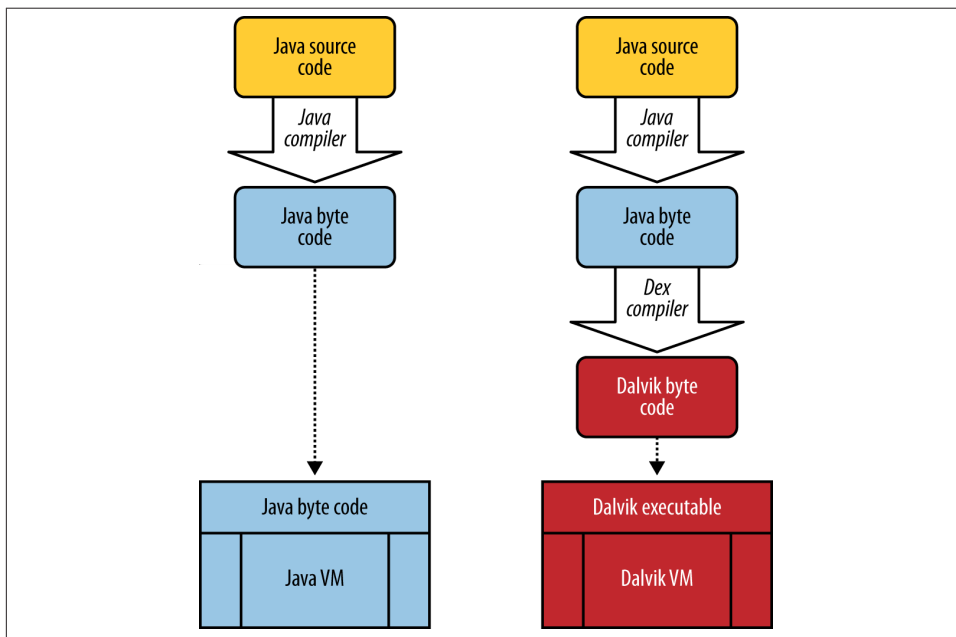 Java source
code
Java
compiler
Java byte
code
Java byte code
Java VM
Java source
code
Java
compiler
Java byte
code
Dex
compiler
Dalvik byte
code
Dalvik executable
Dalvik VM